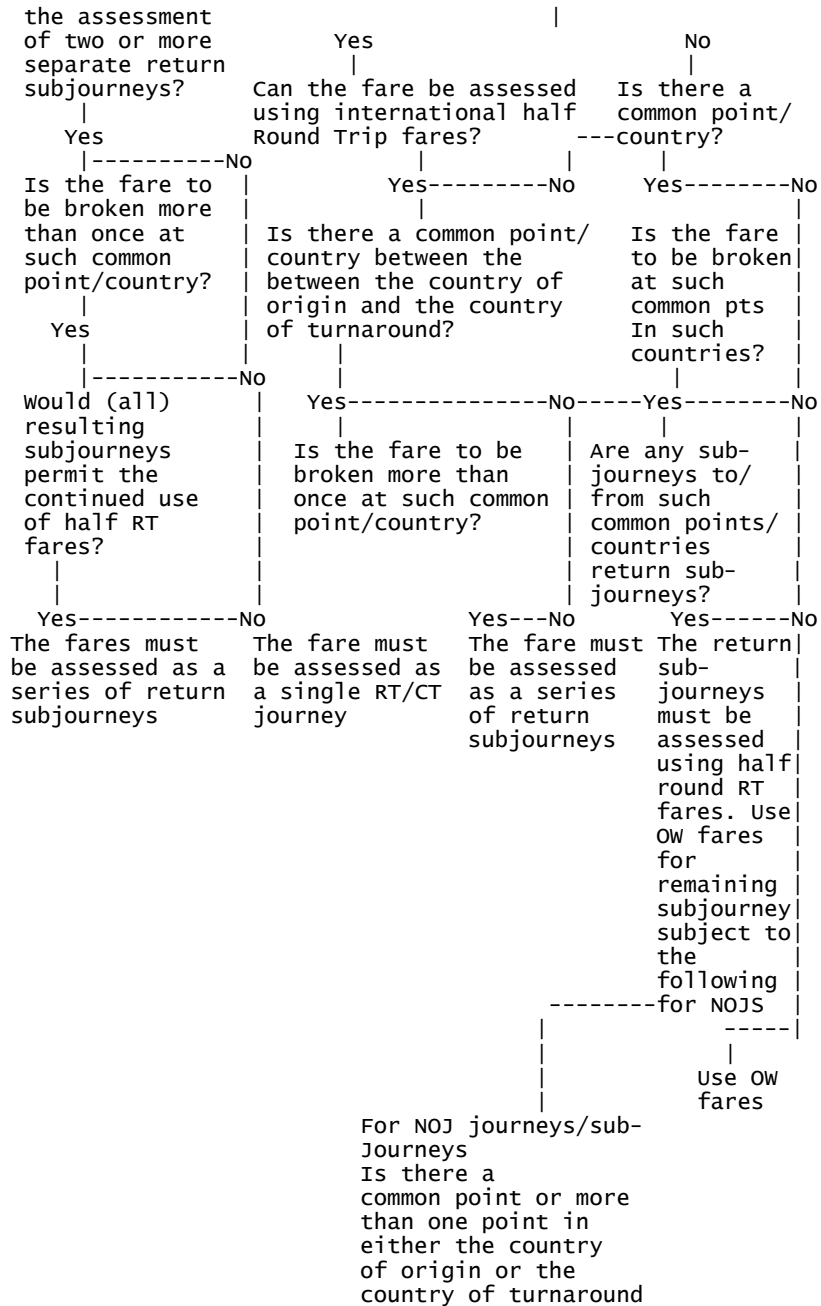 the assessment |
of two or more Yes No
separate return | |
subjourneys? Can the fare be assessed Is there a
| using international half common point/
Yes Round Trip fares? ---country?
|----------No | | |
Is the fare to | Yes---------No Yes--------No
be broken more | | |
than once at | Is there a common point/ Is the fare |
such common | country between the to be broken|
point/country? | between the country of at such |
| | origin and the country common pts |
Yes | of turnaround? In such |
| | | countries? |
|-----------No | | |
Would (all) | Yes---------------No-----Yes--------No
resulting | | | | |
subjourneys | Is the fare to be | Are any sub- |
permit the | broken more than | journeys to/ |
continued use | once at such common | from such |
of half RT | point/country? | common points/ |
fares? | | countries |
| | | return sub- |
| | | journeys? |
Yes------------No Yes---No Yes------No
The fares must The fare must The fare must The return|
be assessed as a be assessed as be assessed sub- |
series of return a single RT/CT as a series journeys |
subjourneys journey of return must be |
subjourneys assessed |
using half|
round RT |
fares. Use|
OW fares |
for |
remaining |
subjourney|
subject to|
the |
following |
--------for NOJS |
| -----|
| |
| Use OW
| fares
For NOJ journeys/sub-
Journeys
Is there a
common point or more
than one point in
either the country
of origin or the
country of turnaround